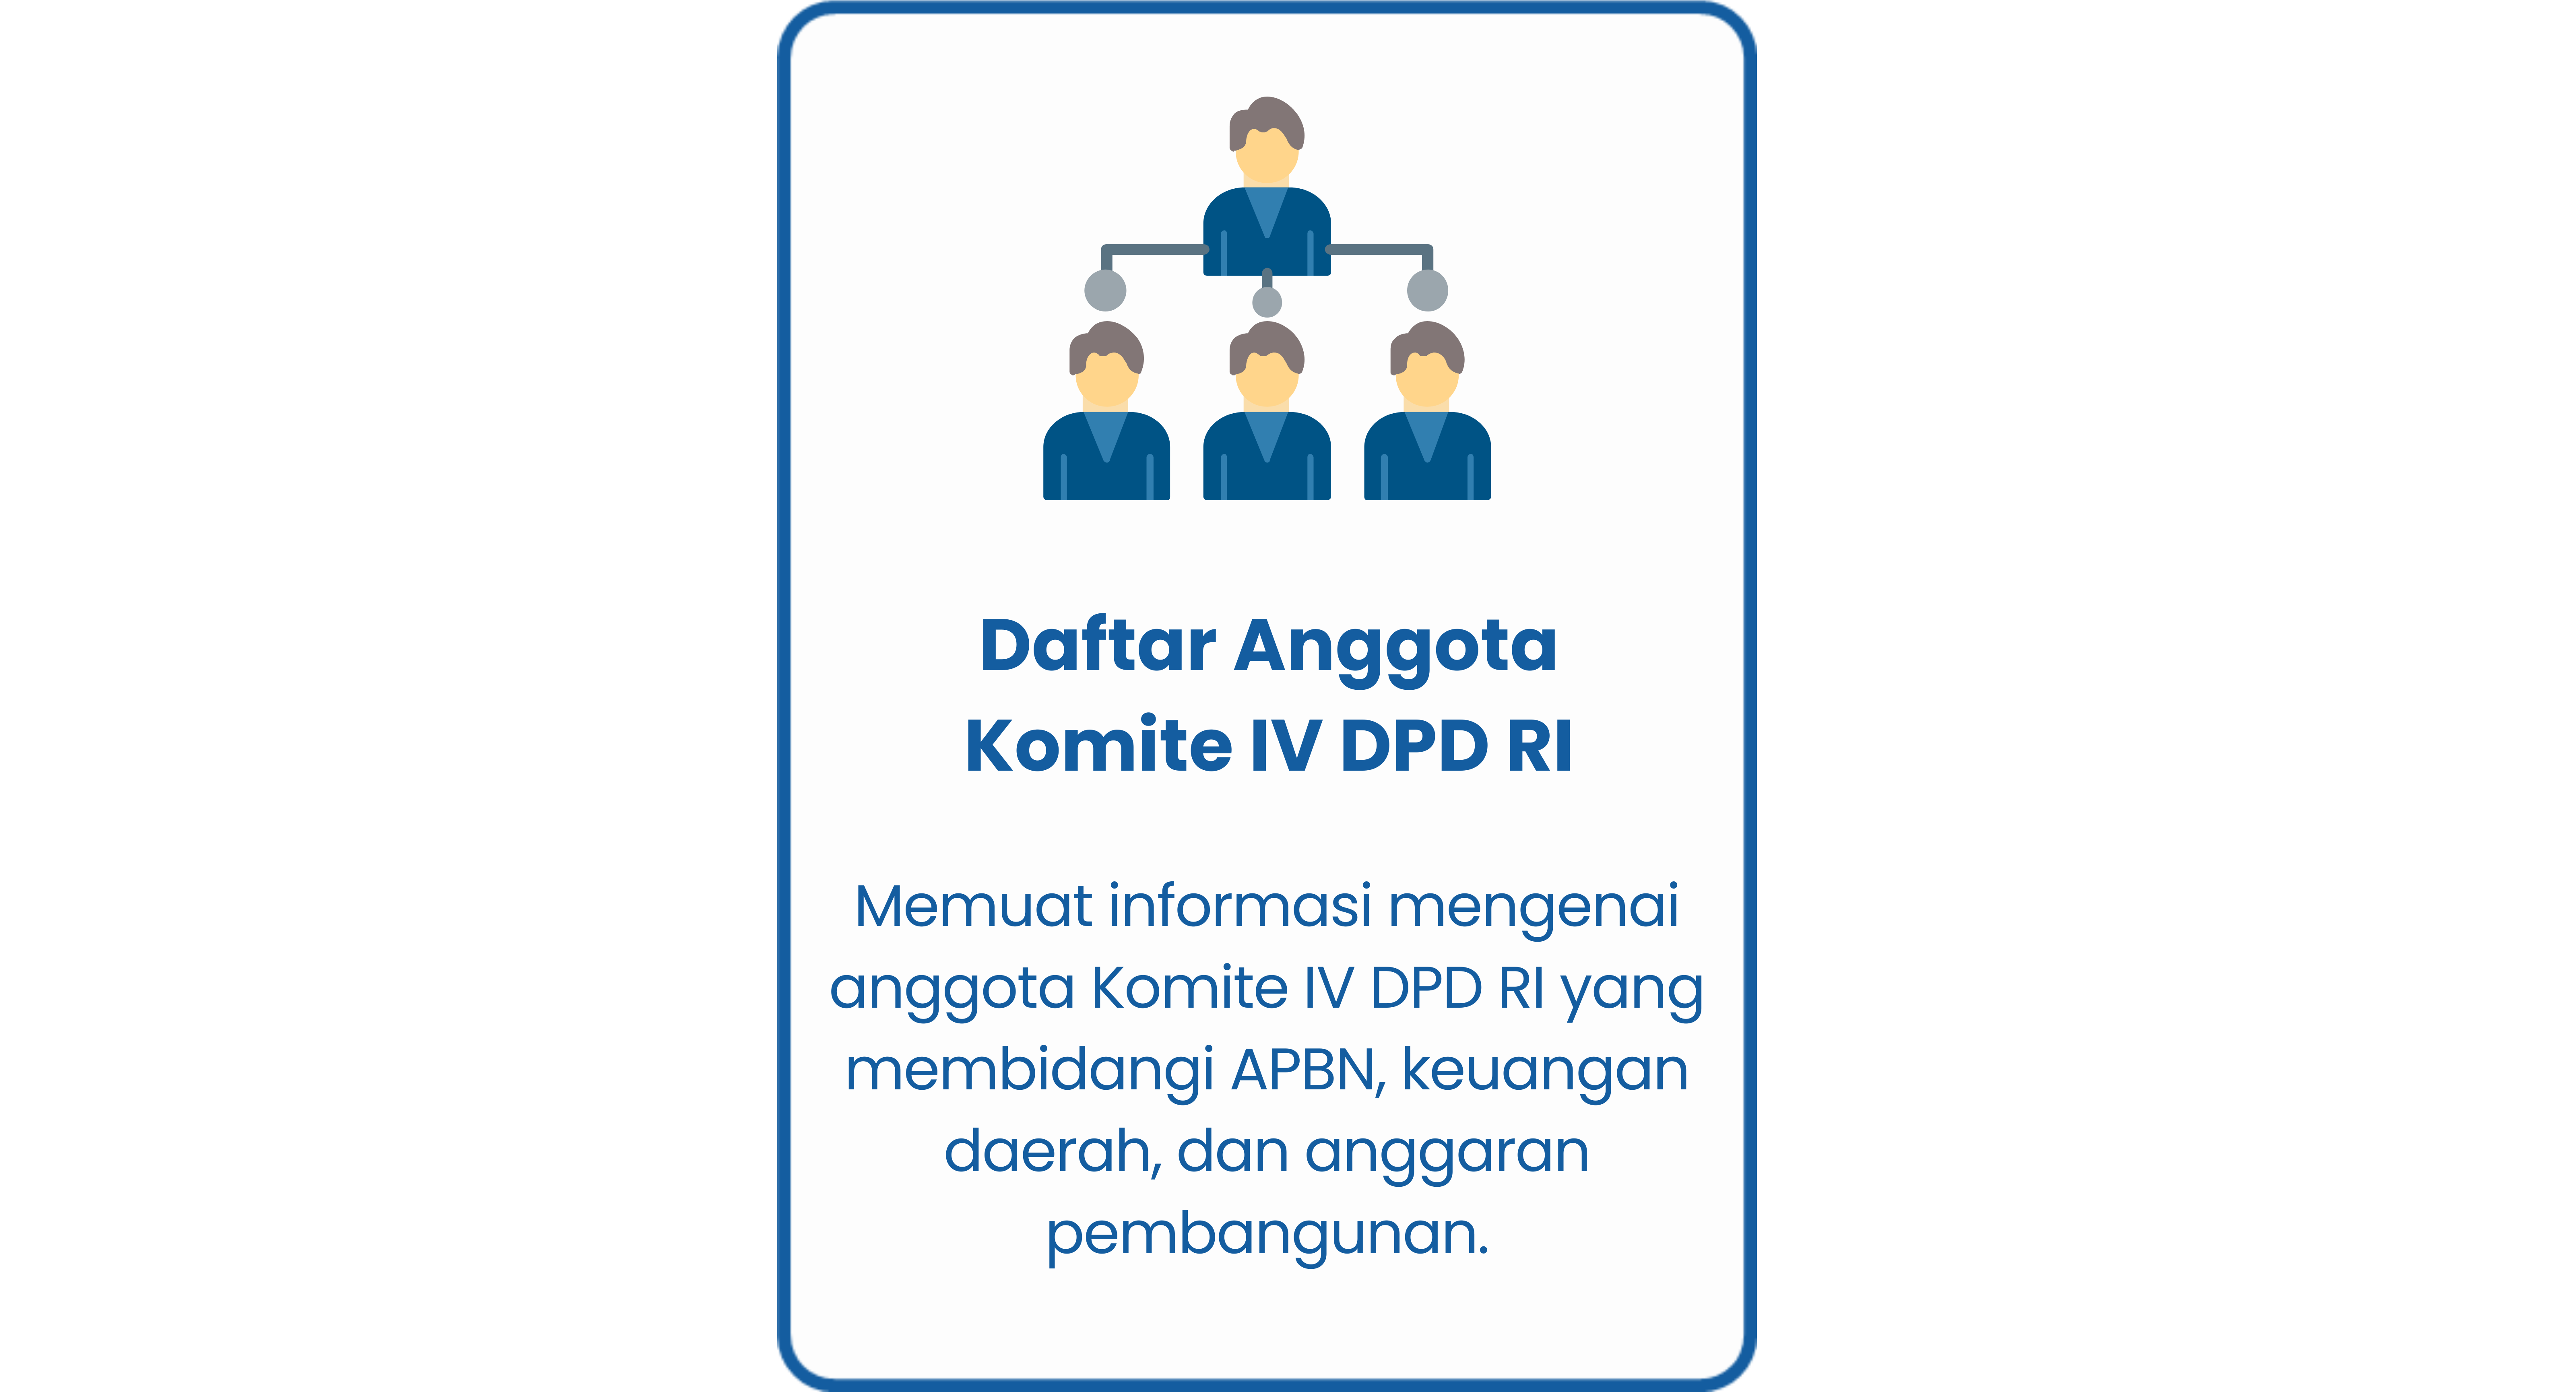 Daftar Anggota
Komite IV DPD RI
Memuat informasi mengenai
anggota Komite IV DPD RI yang
membidangi APBN, keuangan
daerah, dan anggaran
pembangunan.